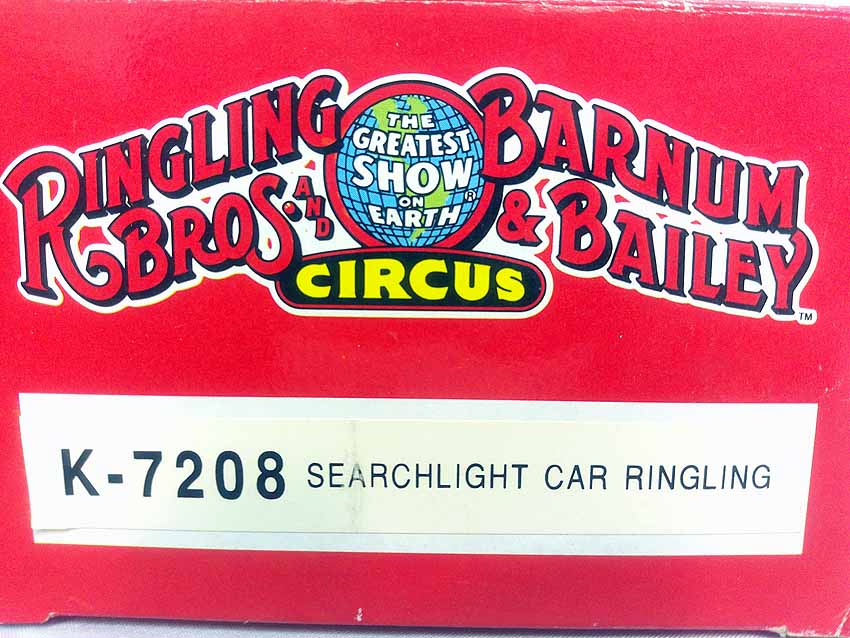 RINGLING BROS. AND
THE GREATEST SHOW ON EARTH ®
BARNUM & BAILEY ™
CIRCUS
K-7208 SEARCHLIGHT CAR RINGLING